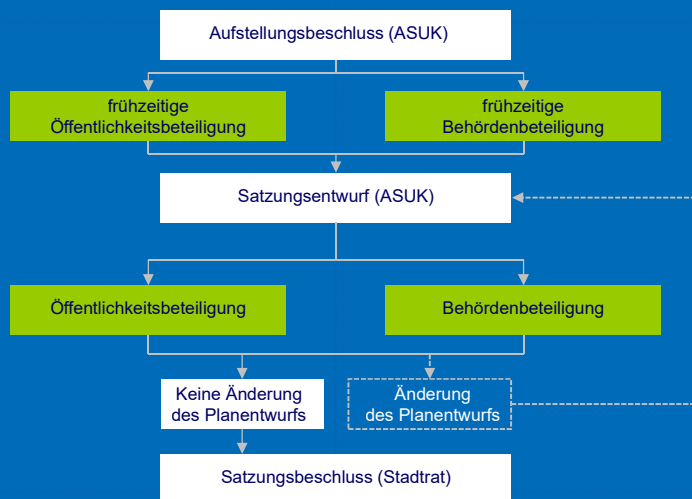 Aufstellungsbeschluss (ASUK)
frühzeitige
Öffentlichkeitsbeteiligung
frühzeitige
Behördenbeteiligung
Satzungsentwurf (ASUK)
Öffentlichkeitsbeteiligung
Behördenbeteiligung
Keine Änderung
des Planentwurfs
Änderung
des Planentwurfs
Satzungsbeschluss (Stadtrat)